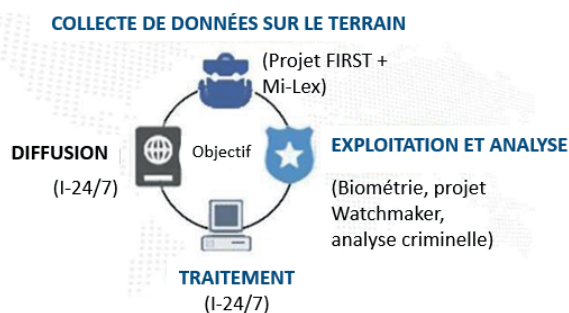 COLLECTE DE DONNÉES SUR LE TERRAIN
(Projet FIRST +
Mi-Lex)
DIFFUSION
(I-24/7)
Objectif
EXPLOITATION ET ANALYSE
(Biométrie, projet
Watchmaker,
analyse criminelle)
TRAITEMENT
(I-24/7)